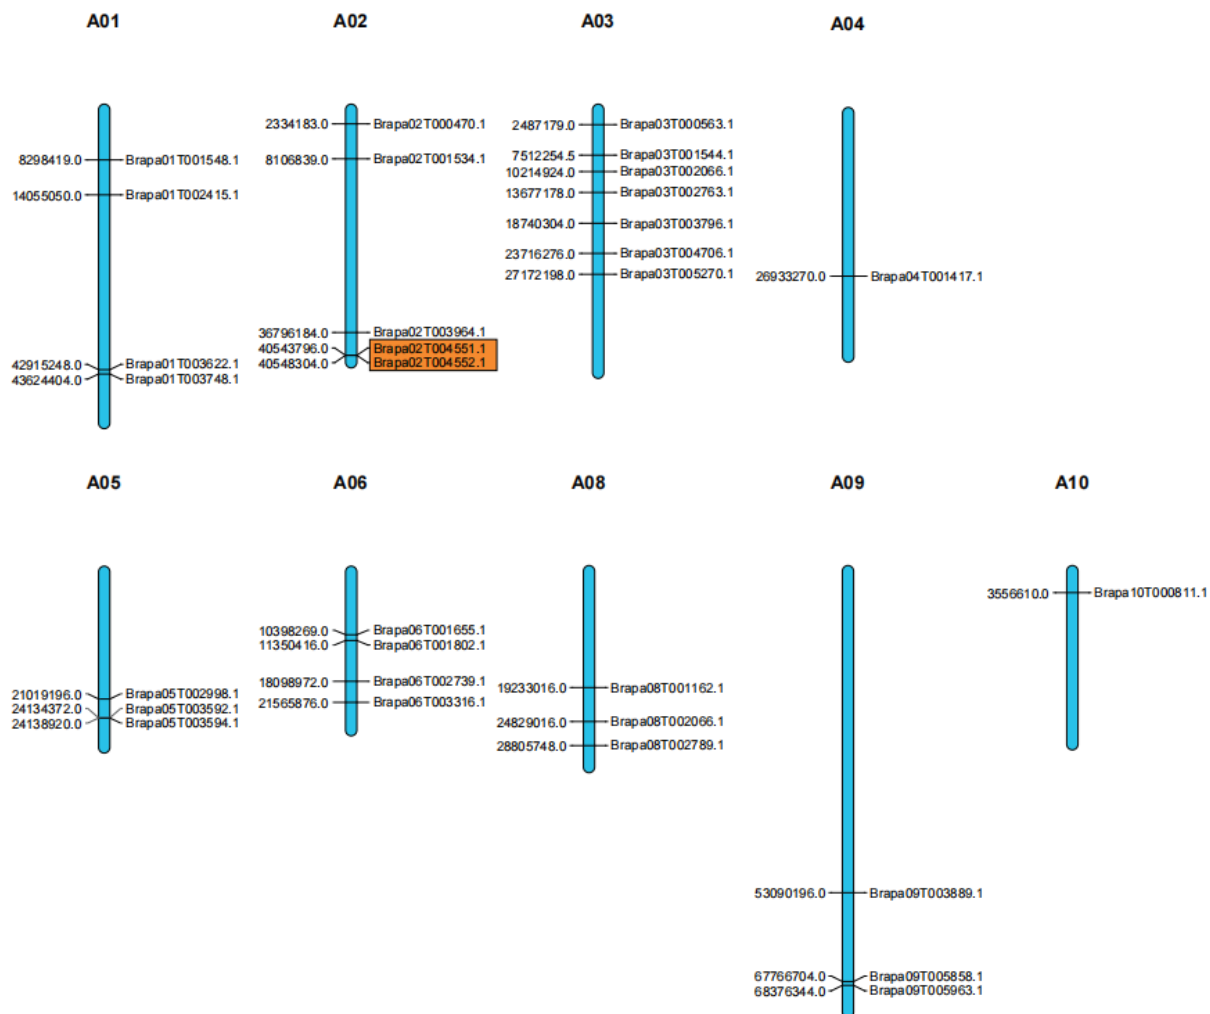 A01
8298419.0 Brapa01T001548.1
14055050.0 Brapa01T002415.1
42915248.0 Brapa01T003622.1
43624404.0 Brapa01T003748.1
A02
2334183.0 Brapa02T000470.1
8106839.0 Brapa02T001534.1
36796184.0 Brapa02T003964.1
40543796.0 Brapa02T004551.1
40548304.0 Brapa02T004552.1
A03
2487179.0 Brapa03T000563.1
7512254.5 Brapa03T001544.1
10214924.0 Brapa03T002066.1
13677178.0 Brapa03T002763.1
18740304.0 Brapa03T003796.1
23716276.0 Brapa03T004706.1
27172198.0 Brapa03T005270.1
A04
26933270.0 Brapa04T001417.1
A05
21019196.0 Brapa05T002998.1
24134372.0 Brapa05T003592.1
24138920.0 Brapa05T003594.1
A06
10398269.0 Brapa06T001655.1
11350416.0 Brapa06T001802.1
18098972.0 Brapa06T002739.1
21565876.0 Brapa06T003316.1
A08
19233016.0 Brapa08T001162.1
24829016.0 Brapa08T002066.1
28805748.0 Brapa08T002789.1
A09
53090196.0 Brapa09T003889.1
67766704.0 Brapa09T005858.1
68376344.0 Brapa09T005963.1
A10
3556610.0 Brapa10T000811.1